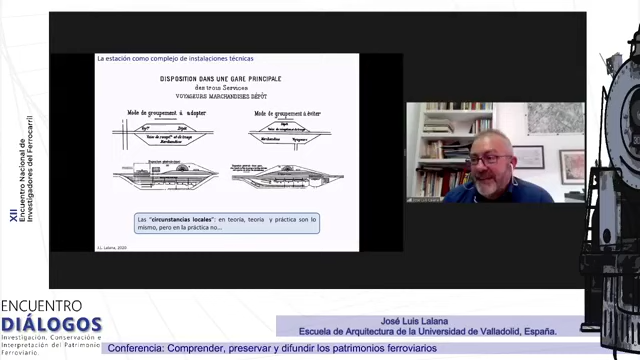 XII
Encuentro Nacional de
Investigadores del Ferrocarril
La estación como complejo de instalaciones técnicas
DISPOSITION DANS UNE GARE PRINCIPALE
des trois Services
VOYAGEURS MARCHANDISES DÉPÔT
Mode de groupement à adopter
Mode de groupement à éviter
Dépôt
Marchandises
Dépôt
Marchandises
Voyageurs
Las "circunstancias locales": en teoría, teoría y práctica son lo
mismo, pero en la práctica no...
J.L. Lalana, 2020
ENCUENTRO
DIÁLOGOS
Investigación, Conservación e
Interpretación del Patrimonio
Ferroviario.
José Luis Lalana
Escuela de Arquitectura de la Universidad de Valladolid, España.
Conferencia: Comprender, preservar y difundir los patrimonios ferroviarios